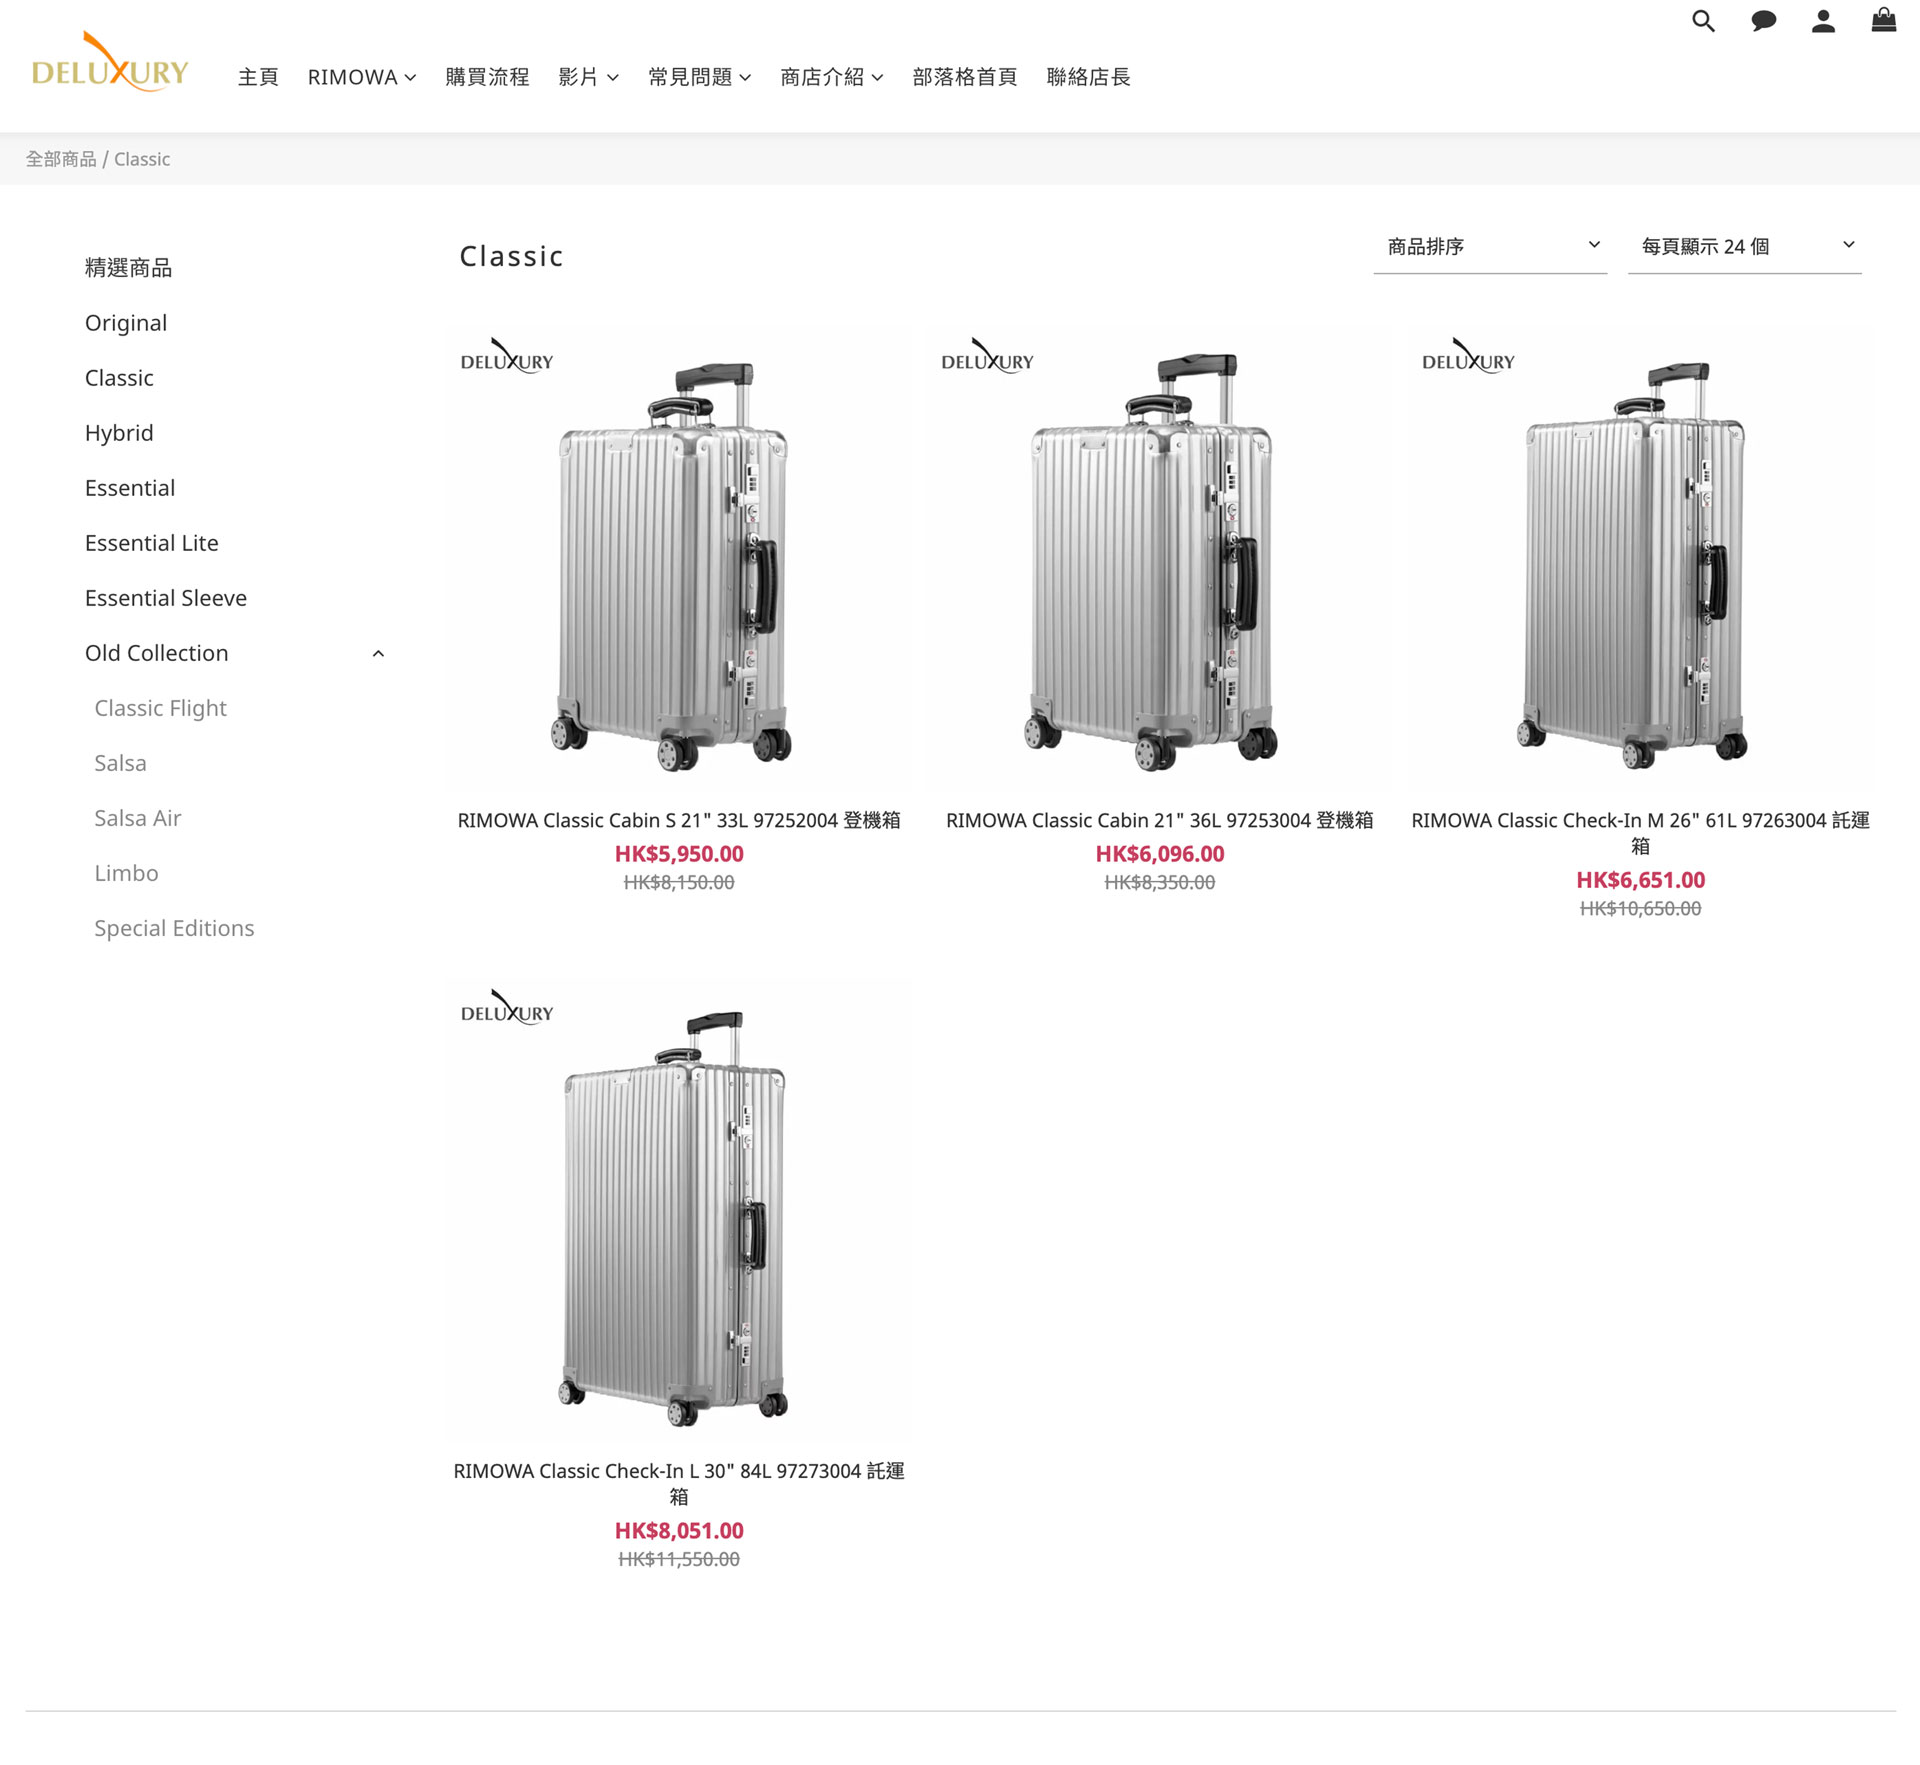 DELUXURY
主頁 RIMOWA 購買流程 影片 常見問題 商店介紹 部落格首頁 聯絡店長
全部商品 / Classic
精選商品
Original
Classic
Hybrid
Essential
Essential Lite
Essential Sleeve
Old Collection
Classic Flight
Salsa
Salsa Air
Limbo
Special Editions
Classic
商品排序
每頁顯示 24 個
DELUXURY
RIMOWA Classic Cabin S 21" 33L 97252004 登機箱
HK$5,950.00
HK$8,150.00
DELUXURY
RIMOWA Classic Cabin 21" 36L 97253004 登機箱
HK$6,096.00
HK$8,350.00
DELUXURY
RIMOWA Classic Check-In M 26" 61L 97263004 託運
箱
HK$6,651.00
HK$10,650.00
DELUXURY
RIMOWA Classic Check-In L 30" 84L 97273004 託運
箱
HK$8,051.00
HK$11,550.00